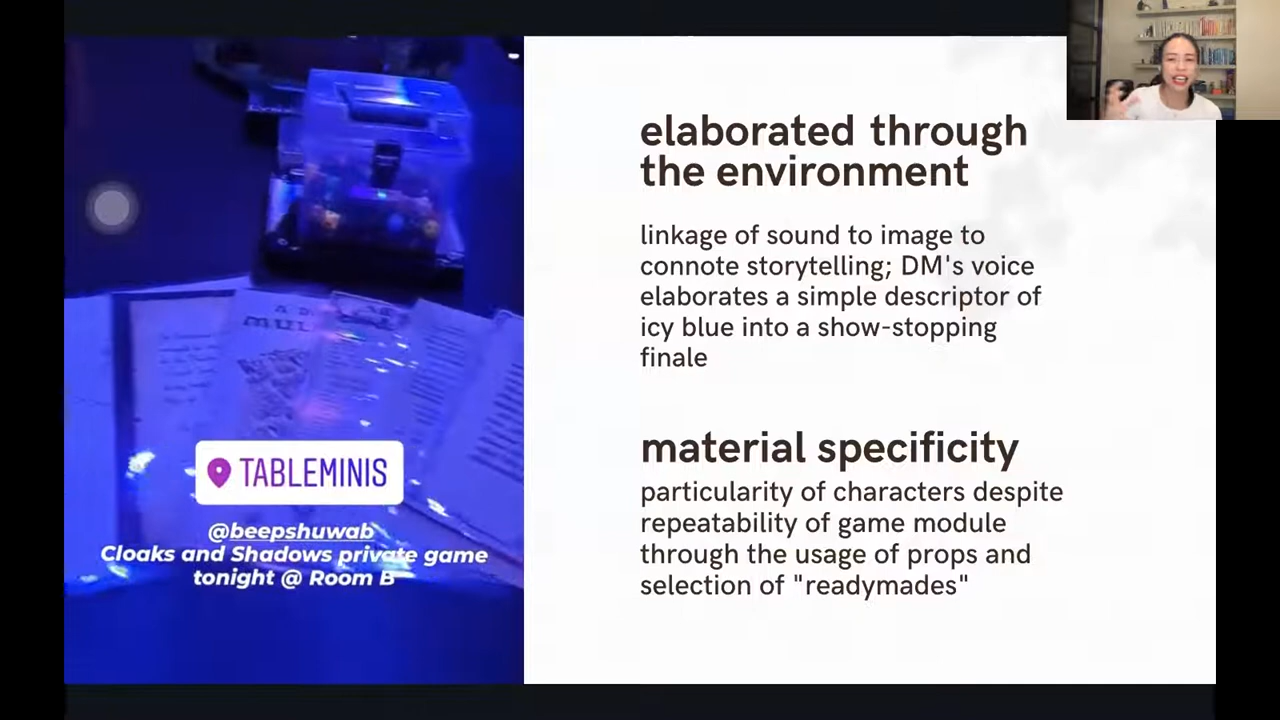 elaborated through
the environment
linkage of sound to image to
connote storytelling; DM's voice
elaborates a simple descriptor of
icy blue into a show-stopping
finale
material specificity
particularity of characters despite
repeatability of game module
through the usage of props and
selection of "readymades"
TABLEMINIS
@beepshuwab
Cloaks and Shadows private game
tonight @ Room B